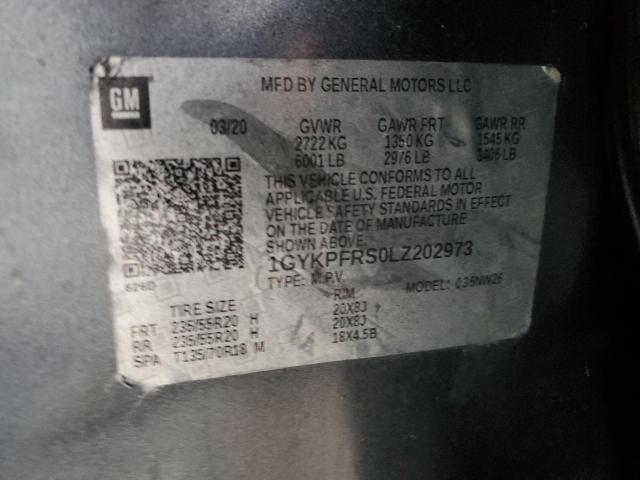 GM
MFD BY GENERAL MOTORS LLC
03/20 GVWR GAWR FRT GAWR RR
2722 KG 1350 KG 1545 KG
6001 LB 2976 LB 3406 LB
THIS VEHICLE CONFORMS TO ALL
APPLICABLE U.S. FEDERAL MOTOR
VEHICLE SAFETY STANDARDS IN EFFECT
ON THE DATE OF MANUFACTURE
SHOWN ABOVE.
1GYKPFRS0LZ202973
TYPE: M.P.V. MODEL: 036NW26
6260
TIRE SIZE RIM
FRT 235/55R20 H 20X8J
RR 235/55R20 H 20X8J
SPA T135/70R18 M 18X4.5B